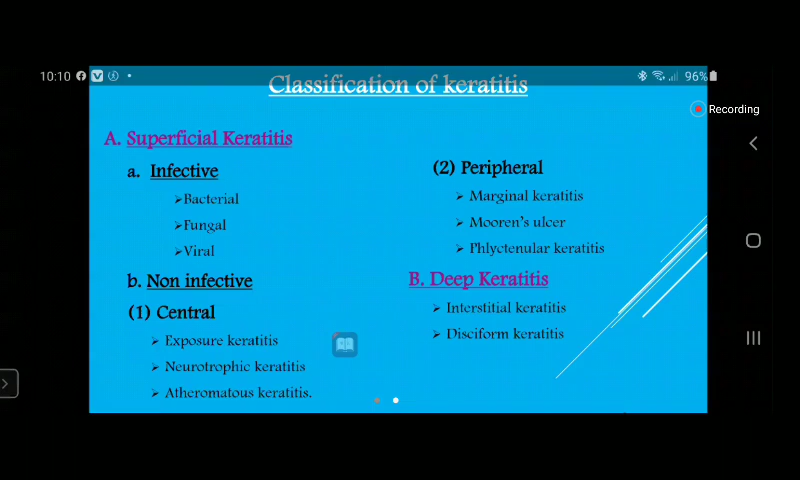 10:10
96%
Classification of keratitis
Recording
A. Superficial Keratitis
a. Infective
➢Bacterial
➢Fungal
➢Viral
b. Non infective
(1) Central
➢ Exposure keratitis
➢ Neurotrophic keratitis
➢ Atheromatous keratitis.
(2) Peripheral
➢ Marginal keratitis
➢ Mooren's ulcer
➢ Phlyctenular keratitis
B. Deep Keratitis
➢ Interstitial keratitis
➢ Disciform keratitis